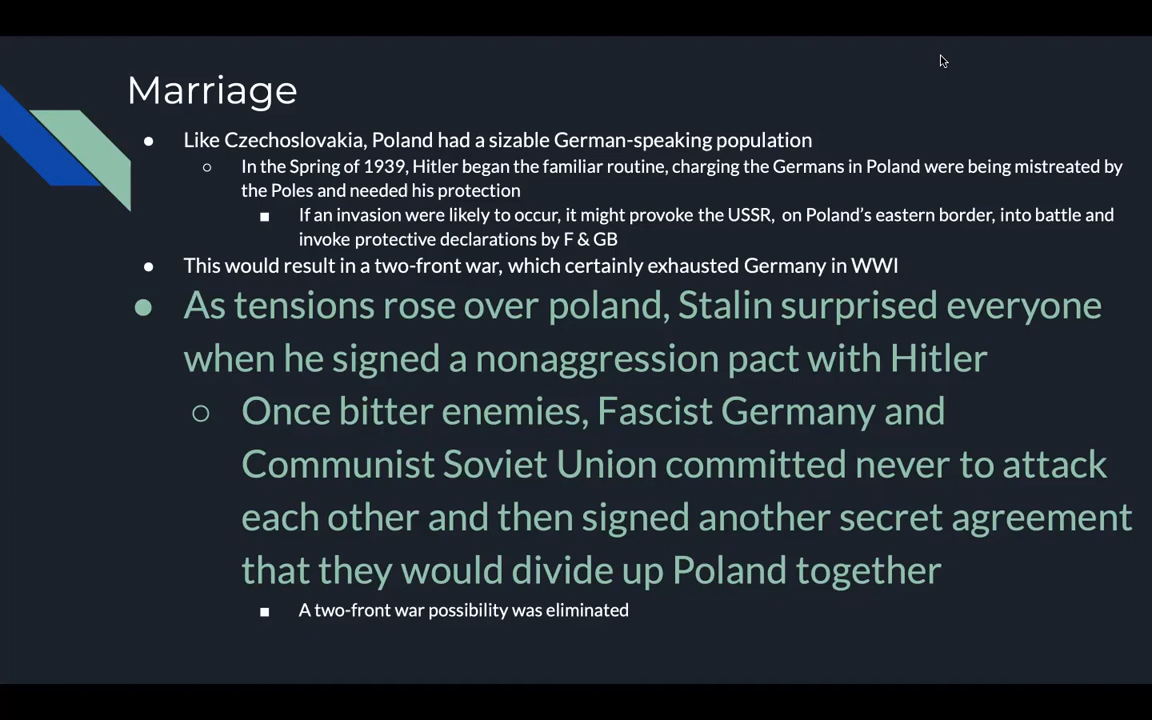 Marriage
● Like Czechoslovakia, Poland had a sizable German-speaking population
○ In the Spring of 1939, Hitler began the familiar routine, charging the Germans in Poland were being mistreated by
the Poles and needed his protection
■ If an invasion were likely to occur, it might provoke the USSR, on Poland's eastern border, into battle and
invoke protective declarations by F & GB
● This would result in a two-front war, which certainly exhausted Germany in WWI
● As tensions rose over poland, Stalin surprised everyone
when he signed a nonaggression pact with Hitler
○ Once bitter enemies, Fascist Germany and
Communist Soviet Union committed never to attack
each other and then signed another secret agreement
that they would divide up Poland together
■ A two-front war possibility was eliminated